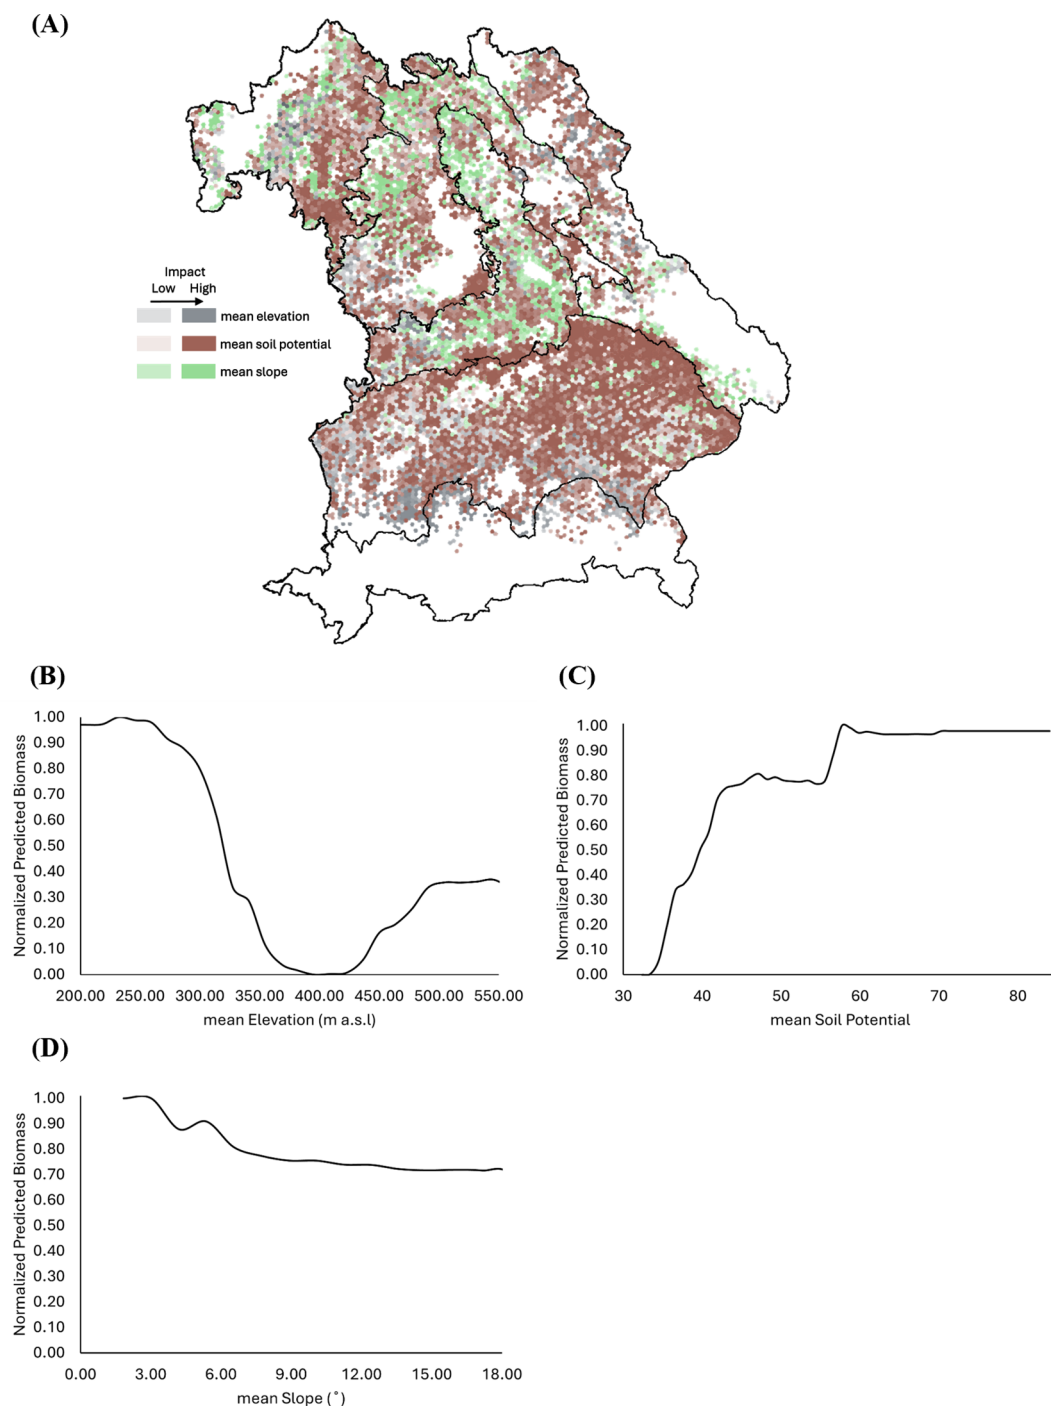 (A)
Impact
Low High
mean elevation
mean soil potential
mean slope
(B)
Normalized Predicted Biomass
1.00
0.90
0.80
0.70
0.60
0.50
0.40
0.30
0.20
0.10
0.00
200.00 250.00 300.00 350.00 400.00 450.00 500.00 550.00
mean Elevation (m a.s.l)
(C)
Normalized Predicted Biomass
1.00
0.90
0.80
0.70
0.60
0.50
0.40
0.30
0.20
0.10
0.00
30 40 50 60 70 80
mean Soil Potential
(D)
Normalized Predicted Biomass
1.00
0.90
0.80
0.70
0.60
0.50
0.40
0.30
0.20
0.10
0.00
0.00 3.00 6.00 9.00 12.00 15.00 18.00
mean Slope (˚)